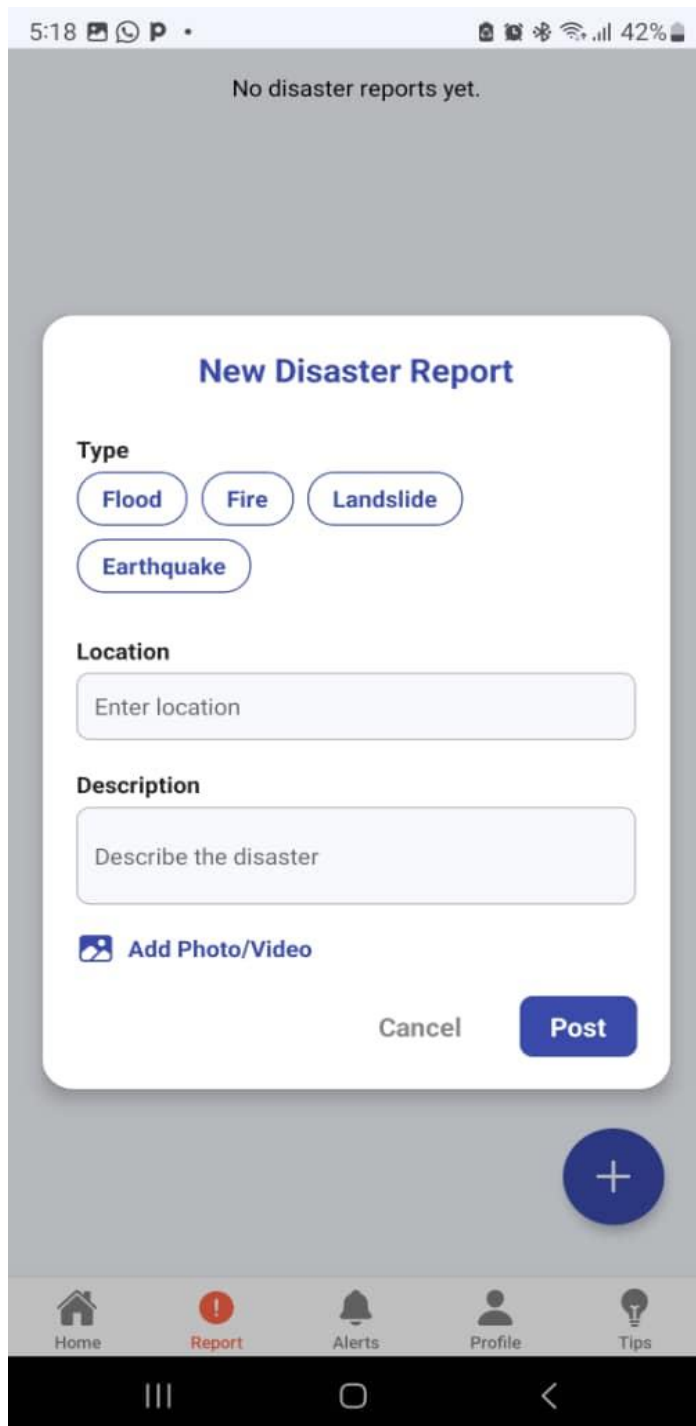 5:18 P 42%
No disaster reports yet.
New Disaster Report
Type
Flood Fire Landslide
Earthquake
Location
Enter location
Description
Describe the disaster
Add Photo/Video
Cancel Post
Home Report Alerts Profile Tips